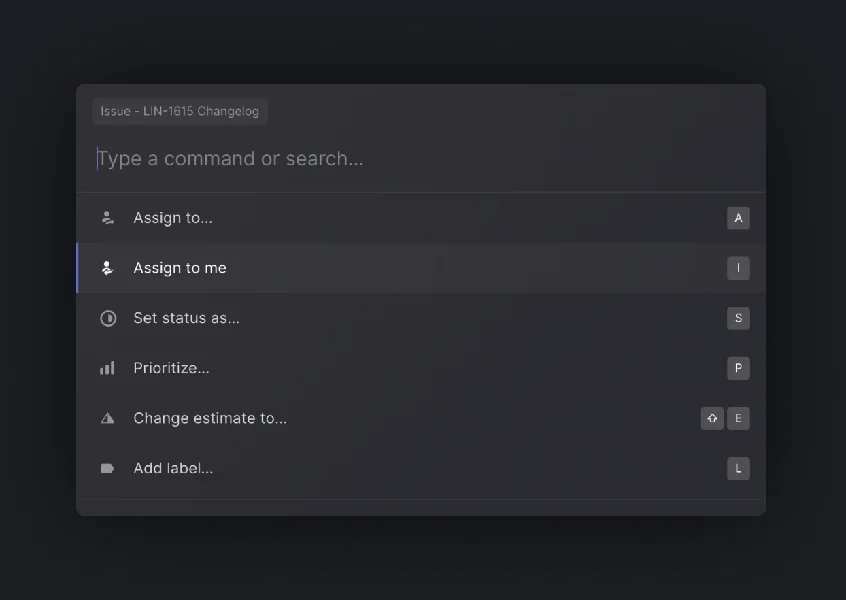 Issue - LIN-1615 Changelog
Type a command or search...
Assign to... A
Assign to me I
Set status as... S
Prioritize... P
Change estimate to... E
Add label... L